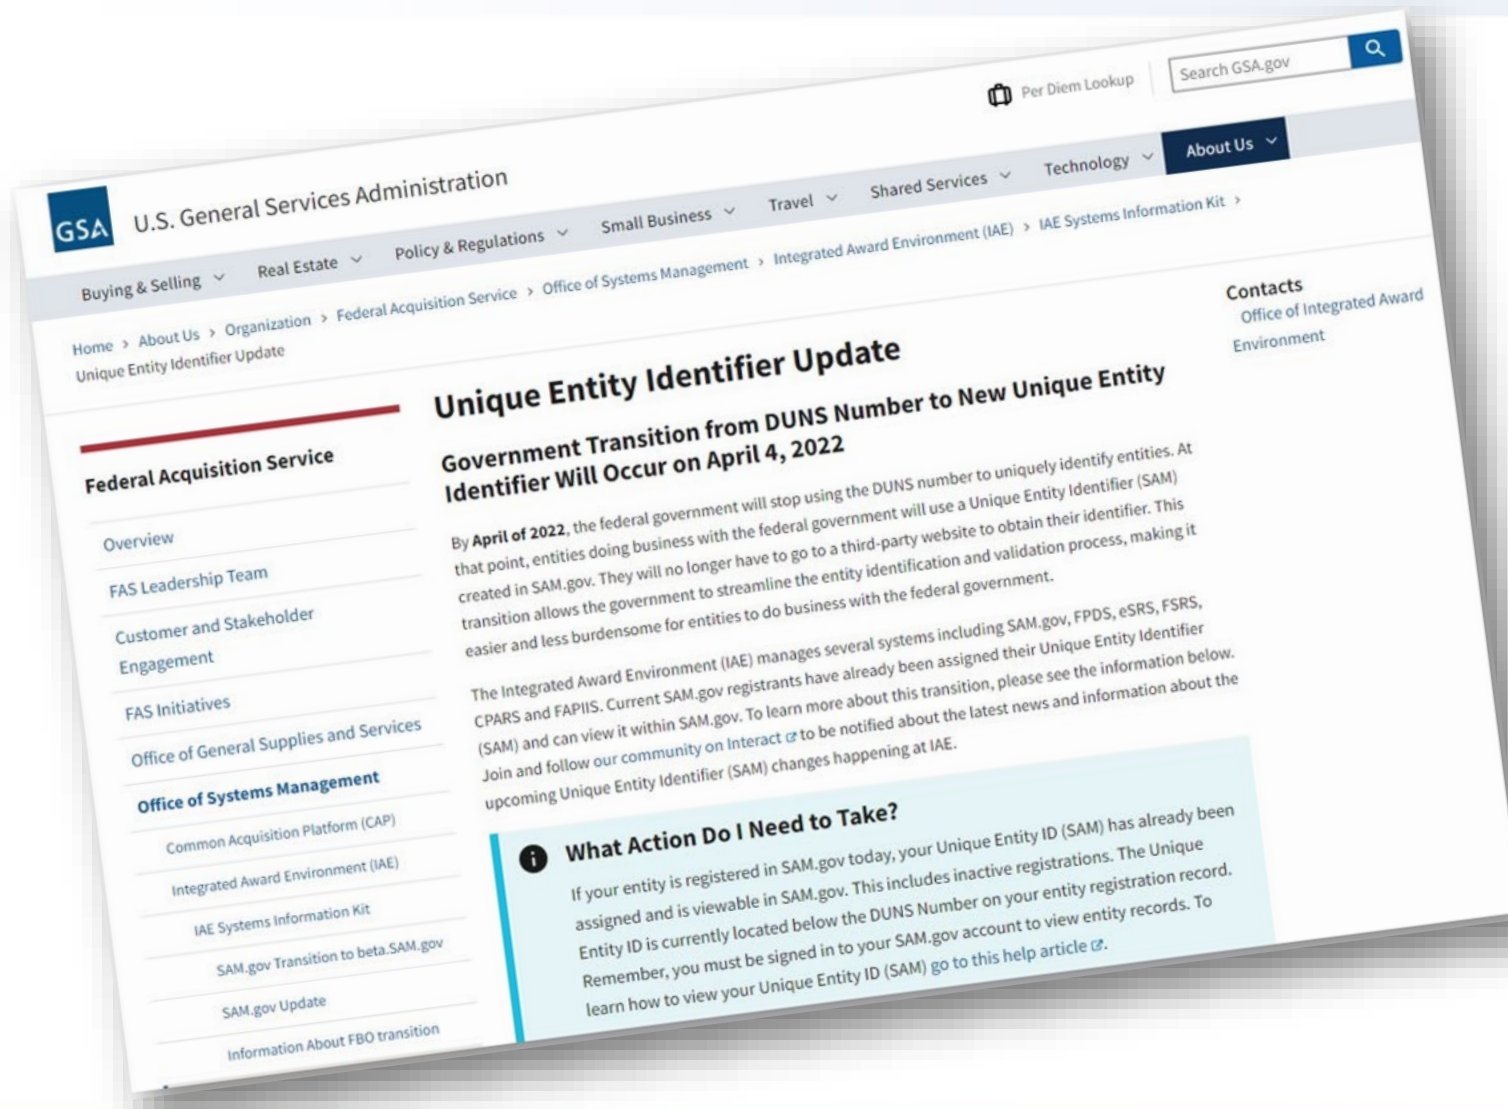 Per Diem Lookup
Search GSA.gov
GSA
U.S. General Services Administration
Buying & Selling
Real Estate
Policy & Regulations
Small Business
Travel
Shared Services
Technology
About Us
Home > About Us > Organization > Federal Acquisition Service > Office of Systems Management > Integrated Award Environment (IAE) > IAE Systems Information Kit >
Unique Entity Identifier Update
Federal Acquisition Service
Overview
FAS Leadership Team
Customer and Stakeholder
Engagement
FAS Initiatives
Office of General Supplies and Services
Office of Systems Management
Common Acquisition Platform (CAP)
Integrated Award Environment (IAE)
IAE Systems Information Kit
SAM.gov Transition to beta.SAM.gov
SAM.gov Update
Information About FBO transition
Unique Entity Identifier Update
Government Transition from DUNS Number to New Unique Entity
Identifier Will Occur on April 4, 2022
By April of 2022, the federal government will stop using the DUNS number to uniquely identify entities. At
that point, entities doing business with the federal government will use a Unique Entity Identifier (SAM)
created in SAM.gov. They will no longer have to go to a third-party website to obtain their identifier. This
transition allows the government to streamline the entity identification and validation process, making it
easier and less burdensome for entities to do business with the federal government.
The Integrated Award Environment (IAE) manages several systems including SAM.gov, FPDS, eSRS, FSRS,
CPARS and FAPIIS. Current SAM.gov registrants have already been assigned their Unique Entity Identifier
(SAM) and can view it within SAM.gov. To learn more about this transition, please see the information below.
Join and follow our community on Interact to be notified about the latest news and information about the
upcoming Unique Entity Identifier (SAM) changes happening at IAE.
What Action Do I Need to Take?
If your entity is registered in SAM.gov today, your Unique Entity ID (SAM) has already been
assigned and is viewable in SAM.gov. This includes inactive registrations. The Unique
Entity ID is currently located below the DUNS Number on your entity registration record.
Remember, you must be signed in to your SAM.gov account to view entity records. To
learn how to view your Unique Entity ID (SAM) go to this help article.
Contacts
Office of Integrated Award
Environment